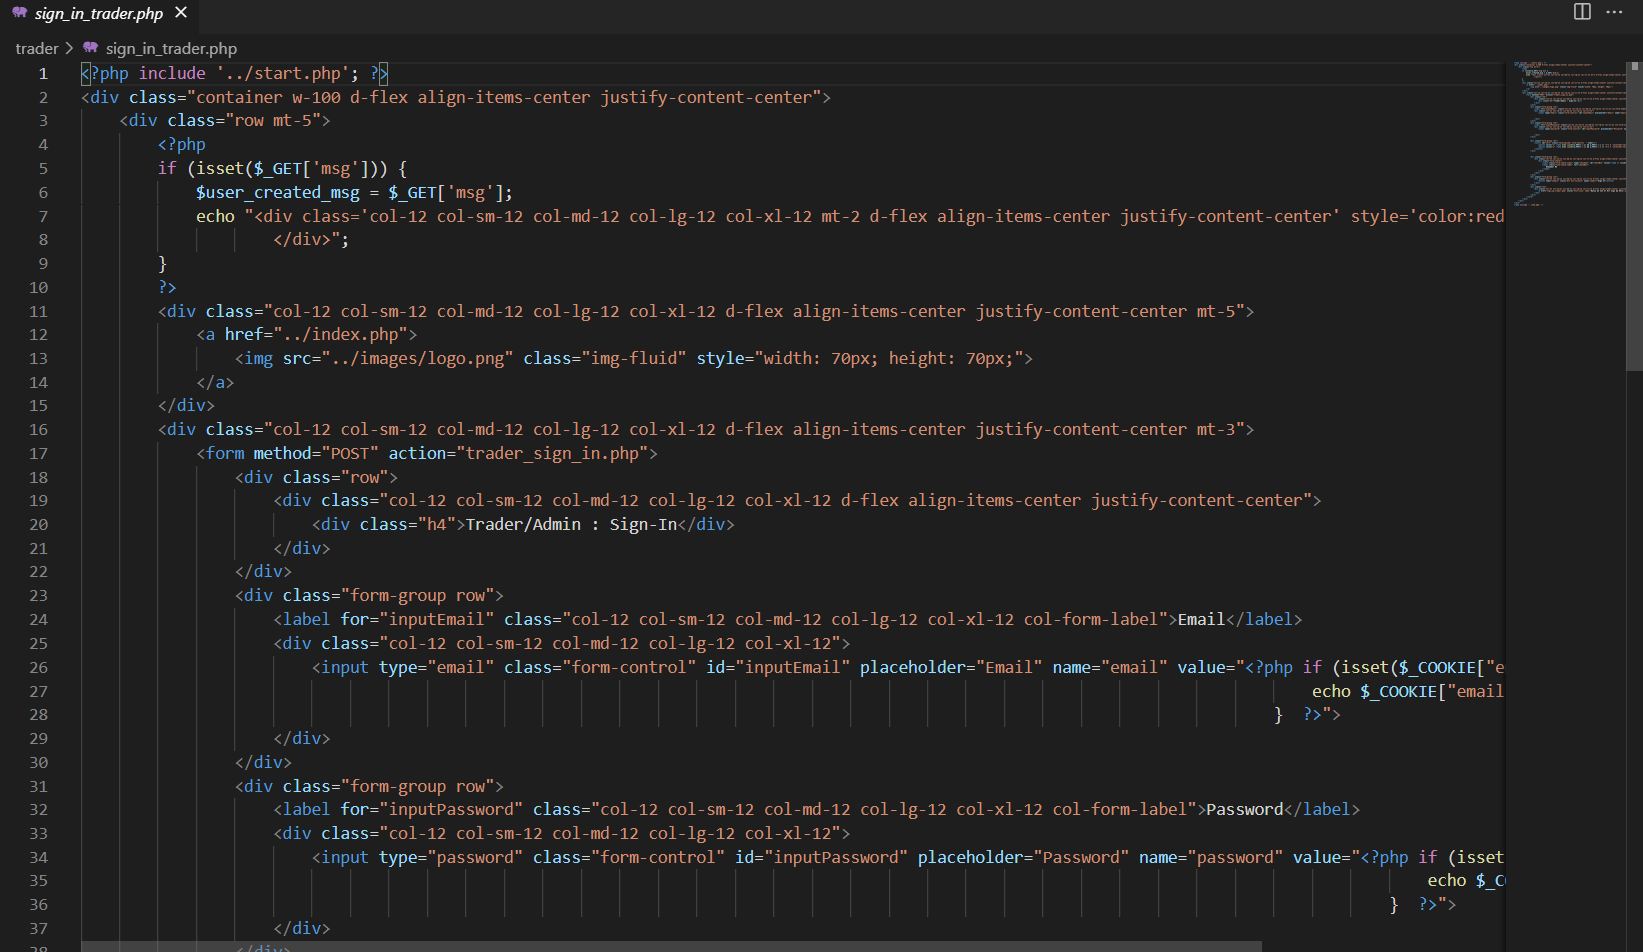 sign_in_trader.php
trader > sign_in_trader.php
1 <?php include '../start.php'; ?>
2 <div class="container w-100 d-flex align-items-center justify-content-center">
3 <div class="row mt-5">
4 <?php
5 if (isset($_GET['msg'])) {
6 $user_created_msg = $_GET['msg'];
7 echo "<div class='col-12 col-sm-12 col-md-12 col-lg-12 col-xl-12 mt-2 d-flex align-items-center justify-content-center' style='color:red
8 </div>";
9 }
10 ?>
11 <div class="col-12 col-sm-12 col-md-12 col-lg-12 col-xl-12 d-flex align-items-center justify-content-center mt-5">
12 <a href="../index.php">
13 <img src="../images/logo.png" class="img-fluid" style="width: 70px; height: 70px;">
14 </a>
15 </div>
16 <div class="col-12 col-sm-12 col-md-12 col-lg-12 col-xl-12 d-flex align-items-center justify-content-center mt-3">
17 <form method="POST" action="trader_sign_in.php">
18 <div class="row">
19 <div class="col-12 col-sm-12 col-md-12 col-lg-12 col-xl-12 d-flex align-items-center justify-content-center">
20 <div class="h4">Trader/Admin : Sign-In</div>
21 </div>
22 </div>
23 <div class="form-group row">
24 <label for="inputEmail" class="col-12 col-sm-12 col-md-12 col-lg-12 col-xl-12 col-form-label">Email</label>
25 <div class="col-12 col-sm-12 col-md-12 col-lg-12 col-xl-12">
26 <input type="email" class="form-control" id="inputEmail" placeholder="Email" name="email" value="<?php if (isset($_COOKIE["e
27 echo $_COOKIE["email
28 } ?>">
29 </div>
30 </div>
31 <div class="form-group row">
32 <label for="inputPassword" class="col-12 col-sm-12 col-md-12 col-lg-12 col-xl-12 col-form-label">Password</label>
33 <div class="col-12 col-sm-12 col-md-12 col-lg-12 col-xl-12">
34 <input type="password" class="form-control" id="inputPassword" placeholder="Password" name="password" value="<?php if (isset
35 echo $_C
36 } ?>">
37 </div>
38 </div>